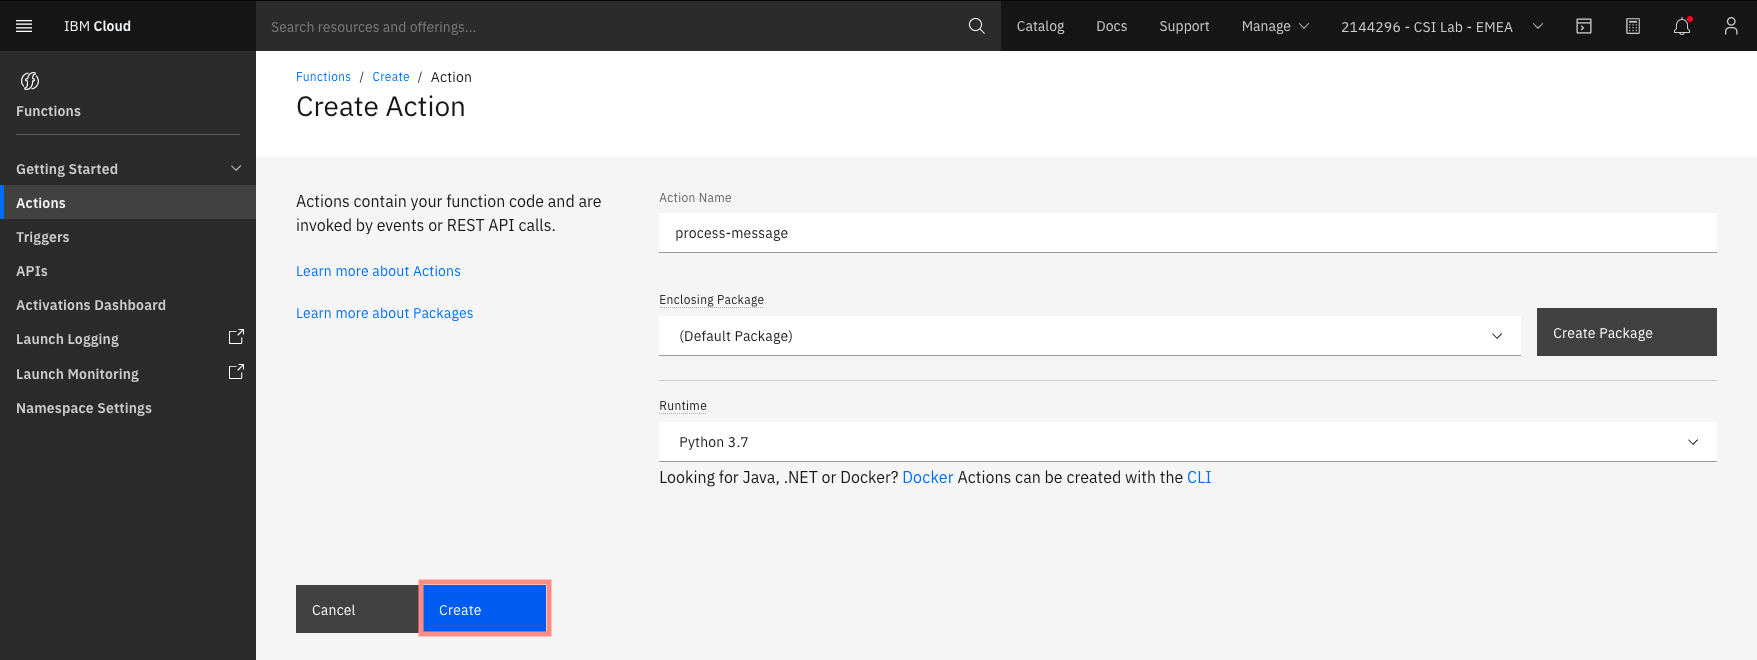 IBM Cloud
Search resources and offerings...
Catalog
Docs
Support
Manage
2144296 - CSI Lab - EMEA
Functions
Getting Started
Actions
Triggers
APIs
Activations Dashboard
Launch Logging
Launch Monitoring
Namespace Settings
Functions / Create / Action
Create Action
Actions contain your function code and are
invoked by events or REST API calls.
Learn more about Actions
Learn more about Packages
Action Name
process-message
Enclosing Package
(Default Package)
Create Package
Runtime
Python 3.7
Looking for Java, .NET or Docker? Docker Actions can be created with the CLI
Cancel
Create